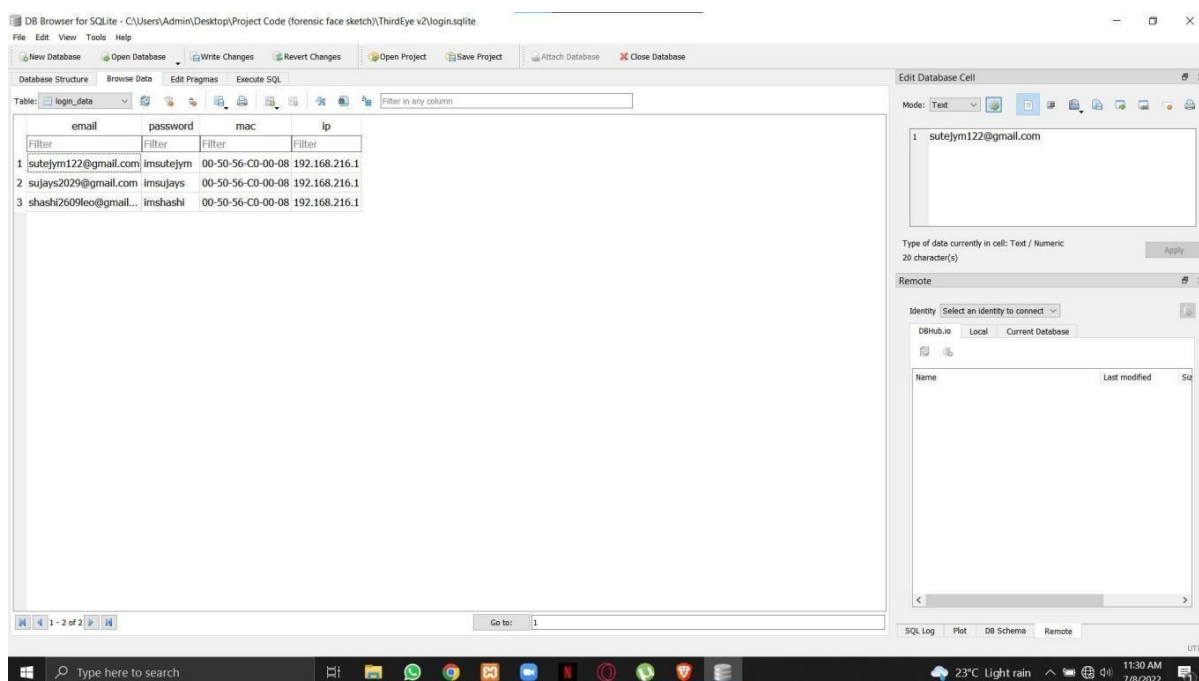 DB Browser for SQLite - C:\Users\Admin\Desktop\Project Code (forensic face sketch)\ThirdEye v2\login.sqlite
File Edit View Tools Help
New Database Open Database Write Changes Revert Changes Open Project Save Project Attach Database Close Database
Database Structure Browse Data Edit Pragmas Execute SQL
Table: login_data Filter in any column
email password mac ip
Filter Filter Filter Filter
1 sutejym122@gmail.com imsutejym 00-50-56-C0-00-08 192.168.216.1
2 sujays2029@gmail.com imsujays 00-50-56-C0-00-08 192.168.216.1
3 shashi2609leo@gmail... imshashi 00-50-56-C0-00-08 192.168.216.1
1 - 2 of 2 Go to: 1
Edit Database Cell
Mode: Text
1 sutejym122@gmail.com
Type of data currently in cell: Text / Numeric
20 character(s) Apply
Remote
Identity Select an identity to connect
DBHub.io Local Current Database
Name Last modified Siz
SQL Log Plot DB Schema Remote
UT
Type here to search
23°C Light rain 11:30 AM
7/8/2022